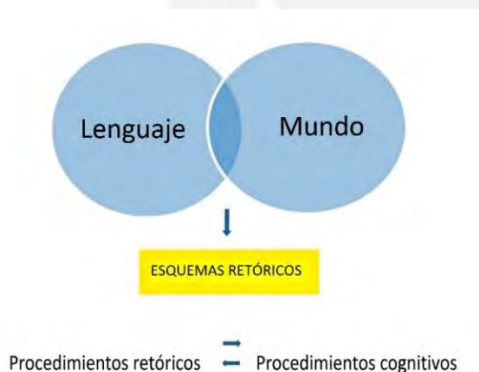 Lenguaje
Mundo
ESQUEMAS RETÓRICOS
Procedimientos retóricos
Procedimientos cognitivos